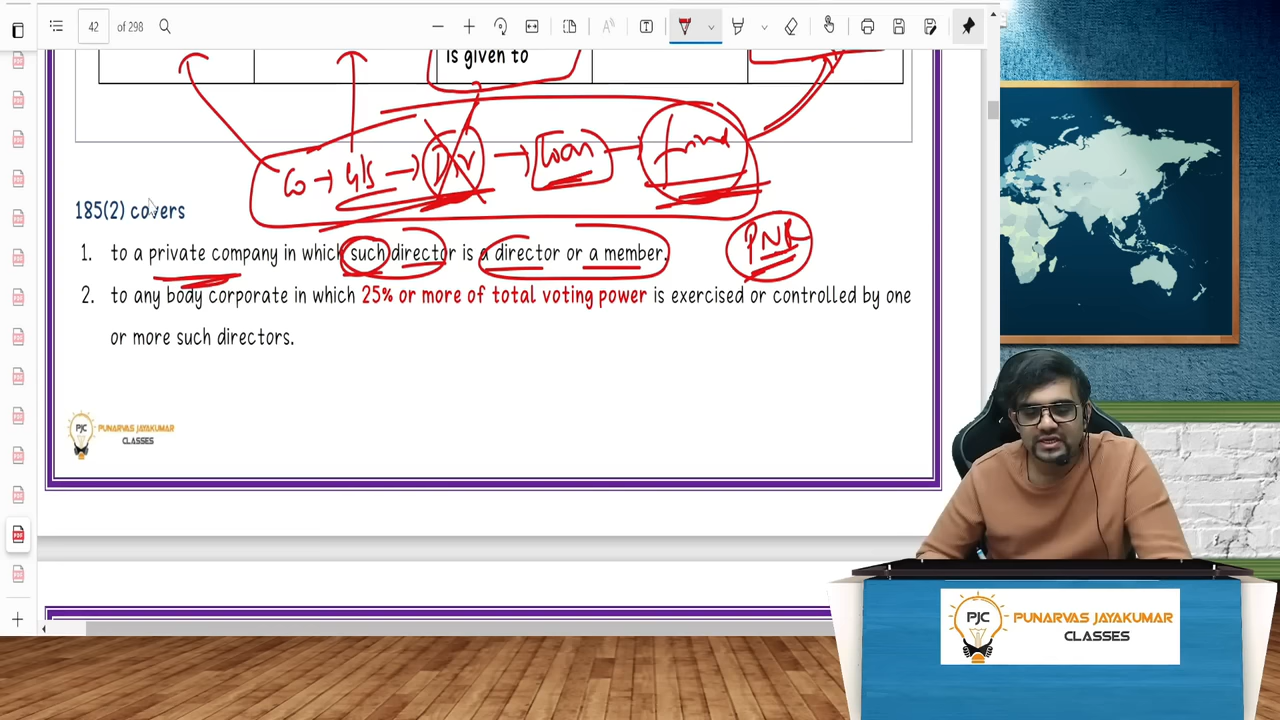 42 of 298
is given to
Co → G/S → Dir → Loan - friend
185(2) covers
PNR
1. to a private company in which such director is a director or a member.
2. to any body corporate in which 25% or more of total voting power is exercised or controlled by one
or more such directors.
PJC PUNARVAS JAYAKUMAR
CLASSES
PJC PUNARVAS JAYAKUMAR
CLASSES